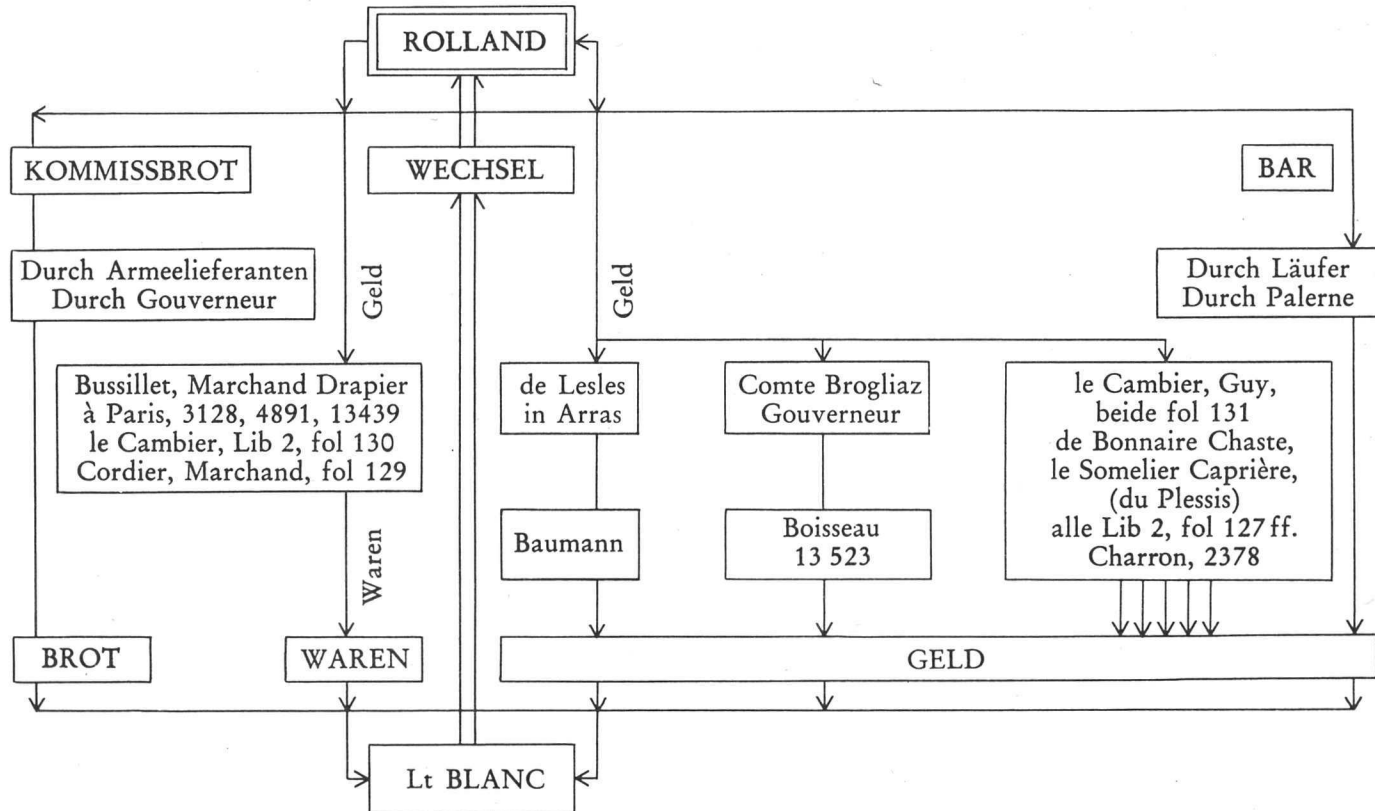 ROLLAND
KOMMISSBROT
WECHSEL
BAR
Durch Armeelieferanten
Durch Gouverneur
Geld
Geld
Durch Läufer
Durch Palerne
Bussillet, Marchand Drapier
à Paris, 3128, 4891, 13439
le Cambier, Lib 2, fol 130
Cordier, Marchand, fol 129
de Lesles
in Arras
Comte Brogliaz
Gouverneur
le Cambier, Guy,
beide fol 131
de Bonnaire Chaste,
le Somelier Caprière,
(du Plessis)
alle Lib 2, fol 127 ff.
Charron, 2378
Waren
Baumann
Boisseau
13 523
BROT
WAREN
GELD
Lt BLANC